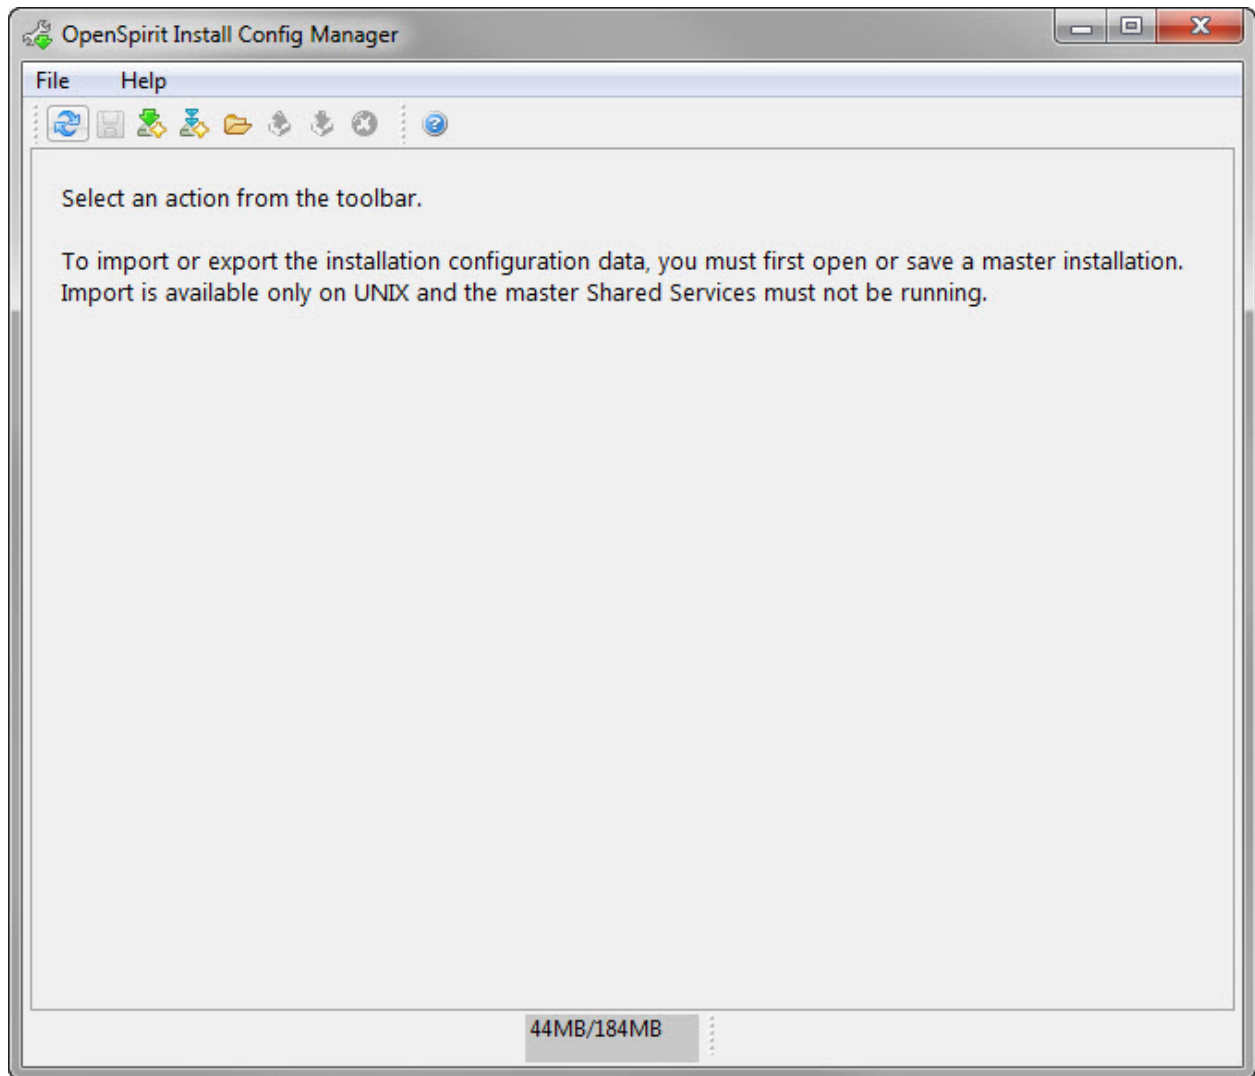 OpenSpirit Install Config Manager
File Help
Select an action from the toolbar.
To import or export the installation configuration data, you must first open or save a master installation.
Import is available only on UNIX and the master Shared Services must not be running.
44MB/184MB